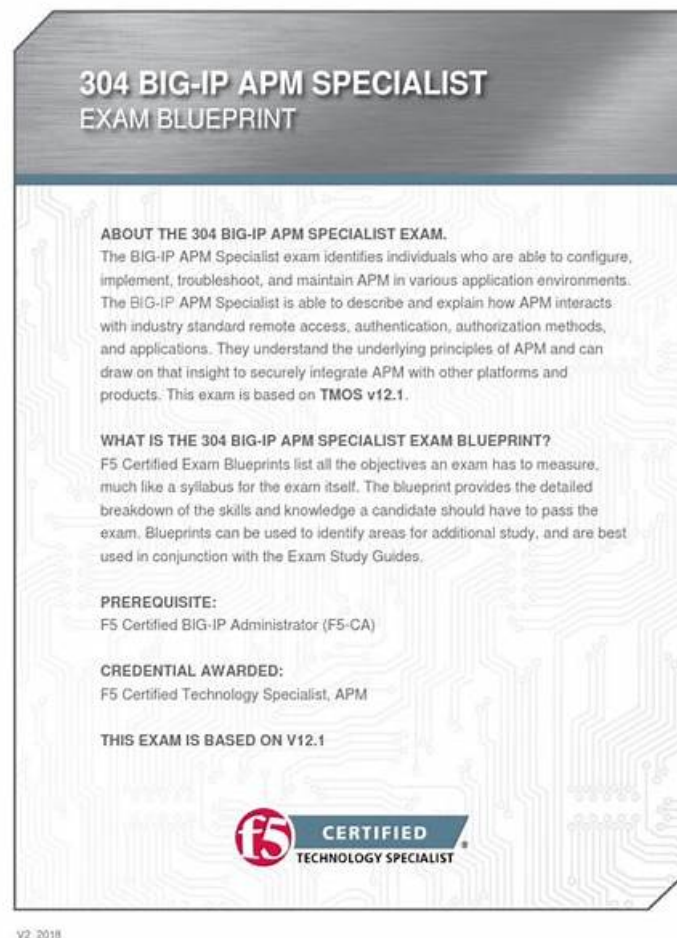 304 BIG-IP APM SPECIALIST
EXAM BLUEPRINT
ABOUT THE 304 BIG-IP APM SPECIALIST EXAM.
The BIG-IP APM Specialist exam identifies individuals who are able to configure,
implement, troubleshoot, and maintain APM in various application environments.
The BIG-IP APM Specialist is able to describe and explain how APM interacts
with industry standard remote access, authentication, authorization methods,
and applications. They understand the underlying principles of APM and can
draw on that insight to securely integrate APM with other platforms and
products. This exam is based on TMOS v12.1.
WHAT IS THE 304 BIG-IP APM SPECIALIST EXAM BLUEPRINT?
F5 Certified Exam Blueprints list all the objectives an exam has to measure,
much like a syllabus for the exam itself. The blueprint provides the detailed
breakdown of the skills and knowledge a candidate should have to pass the
exam. Blueprints can be used to identify areas for additional study, and are best
used in conjunction with the Exam Study Guides.
PREREQUISITE:
F5 Certified BIG-IP Administrator (F5-CA)
CREDENTIAL AWARDED:
F5 Certified Technology Specialist, APM
THIS EXAM IS BASED ON V12.1
f5 CERTIFIED
TECHNOLOGY SPECIALIST ®
V2 2018